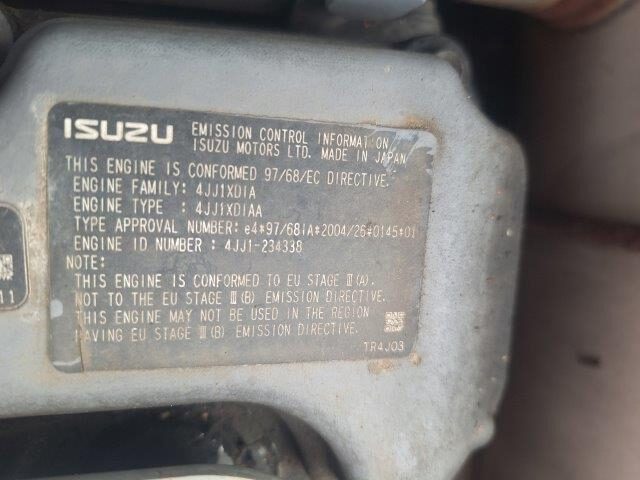 ISUZU EMISSION CONTROL INFORMATION
ISUZU MOTORS LTD. MADE IN JAPAN
THIS ENGINE IS CONFORMED 97/68/EC DIRECTIVE.
ENGINE FAMILY: 4JJ1XDIA
ENGINE TYPE : 4JJ1XDIAA
TYPE APPROVAL NUMBER: e4*97/68IA*2004/26*0145*01
ENGINE ID NUMBER : 4JJ1-234338
NOTE:
THIS ENGINE IS CONFORMED TO EU STAGE Ⅲ(A).
NOT TO THE EU STAGE Ⅲ(B) EMISSION DIRECTIVE.
THIS ENGINE MAY NOT BE USED IN THE REGION
HAVING EU STAGE Ⅲ(B) EMISSION DIRECTIVE.
TR4J03
11